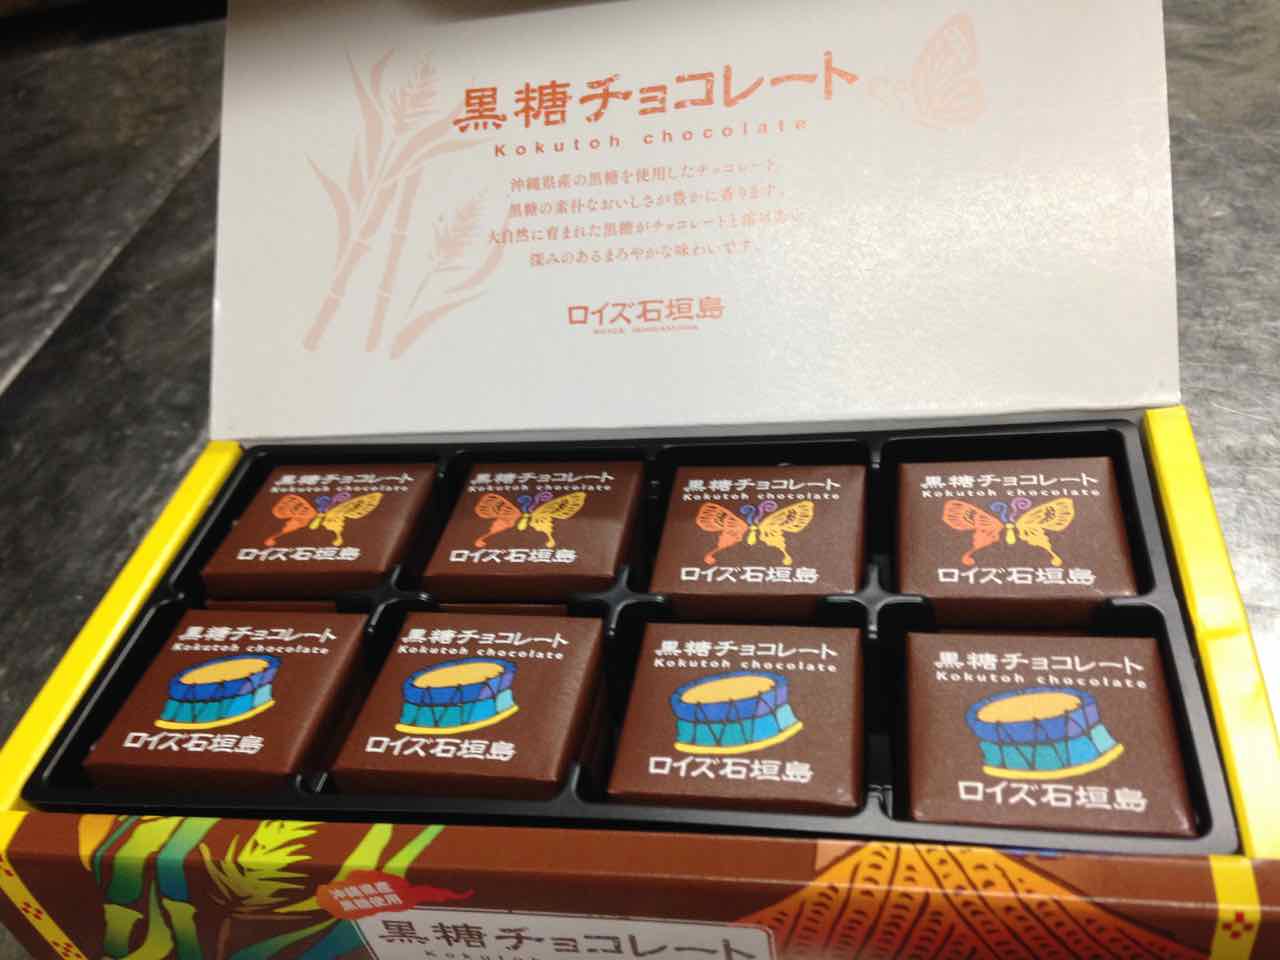 黒糖チョコレート
Kokutoh chocolate
沖縄県産の黒糖を使用したチョコレート。
黒糖の素朴なおいしさが豊かに香ります。
大自然に育まれた黒糖がチョコレートと溶け合い
深みのあるまろやかな味わいです。
ロイズ石垣島
黒糖チョコレート
Kokutoh chocolate
ロイズ石垣島
黒糖チョコレート
Kokutoh chocolate
ロイズ石垣島
黒糖チョコレート
Kokutoh chocolate
ロイズ石垣島
黒糖チョコレート
Kokutoh chocolate
ロイズ石垣島
黒糖チョコレート
Kokutoh chocolate
ロイズ石垣島
黒糖チョコレート
Kokutoh chocolate
ロイズ石垣島
黒糖チョコレート
Kokutoh chocolate
ロイズ石垣島
黒糖チョコレート
Kokutoh chocolate
ロイズ石垣島
沖縄県産
黒糖使用
黒糖チョコレート